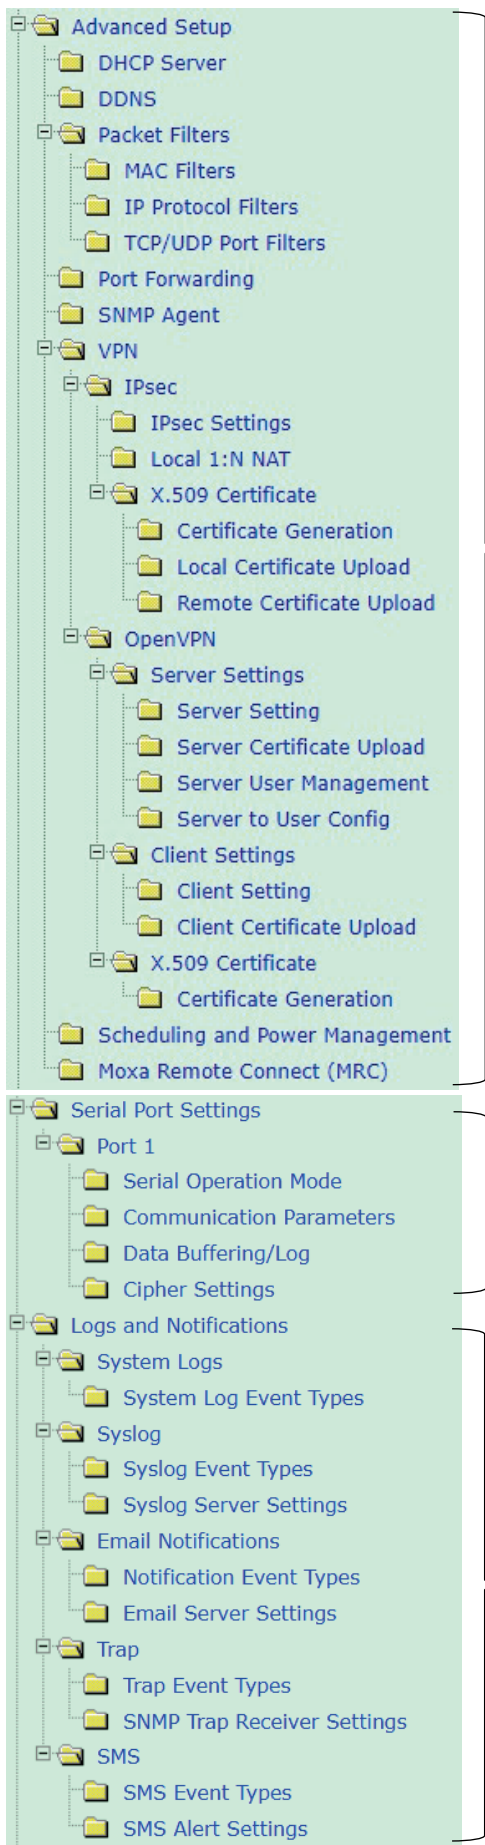 Advanced Setup
DHCP Server
DDNS
Packet Filters
MAC Filters
IP Protocol Filters
TCP/UDP Port Filters
Port Forwarding
SNMP Agent
VPN
IPsec
IPsec Settings
Local 1:N NAT
X.509 Certificate
Certificate Generation
Local Certificate Upload
Remote Certificate Upload
OpenVPN
Server Settings
Server Setting
Server Certificate Upload
Server User Management
Server to User Config
Client Settings
Client Setting
Client Certificate Upload
X.509 Certificate
Certificate Generation
Scheduling and Power Management
Moxa Remote Connect (MRC)
Serial Port Settings
Port 1
Serial Operation Mode
Communication Parameters
Data Buffering/Log
Cipher Settings
Logs and Notifications
System Logs
System Log Event Types
Syslog
Syslog Event Types
Syslog Server Settings
Email Notifications
Notification Event Types
Email Server Settings
Trap
Trap Event Types
SNMP Trap Receiver Settings
SMS
SMS Event Types
SMS Alert Settings